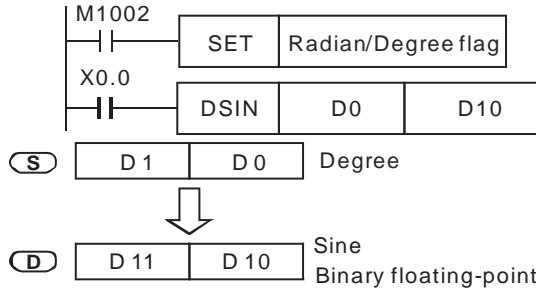 M1002
SET Radian/Degree flag
X0.0
DSIN D0 D10
S D 1 D 0 Degree
Sine
D D 11 D 10
Binary floating-point